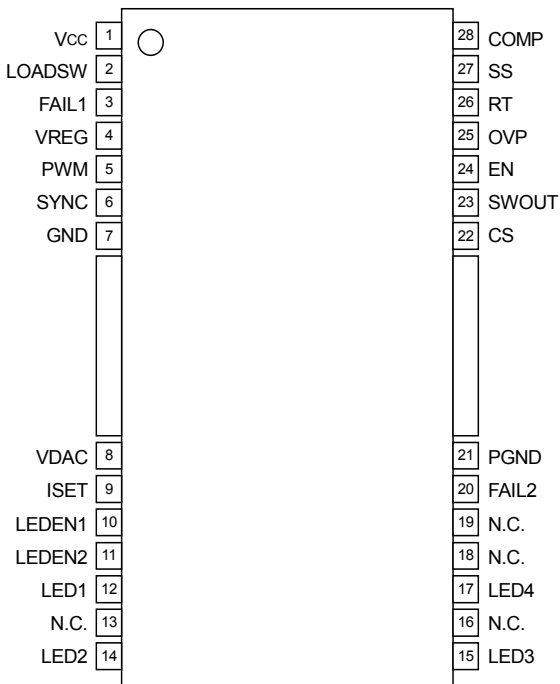 VCC 1 28 COMP
LOADSW 2 27 SS
FAIL1 3 26 RT
VREG 4 25 OVP
PWM 5 24 EN
SYNC 6 23 SWOUT
GND 7 22 CS
VDAC 8 21 PGND
ISET 9 20 FAIL2
LEDEN1 10 19 N.C.
LEDEN2 11 18 N.C.
LED1 12 17 LED4
N.C. 13 16 N.C.
LED2 14 15 LED3